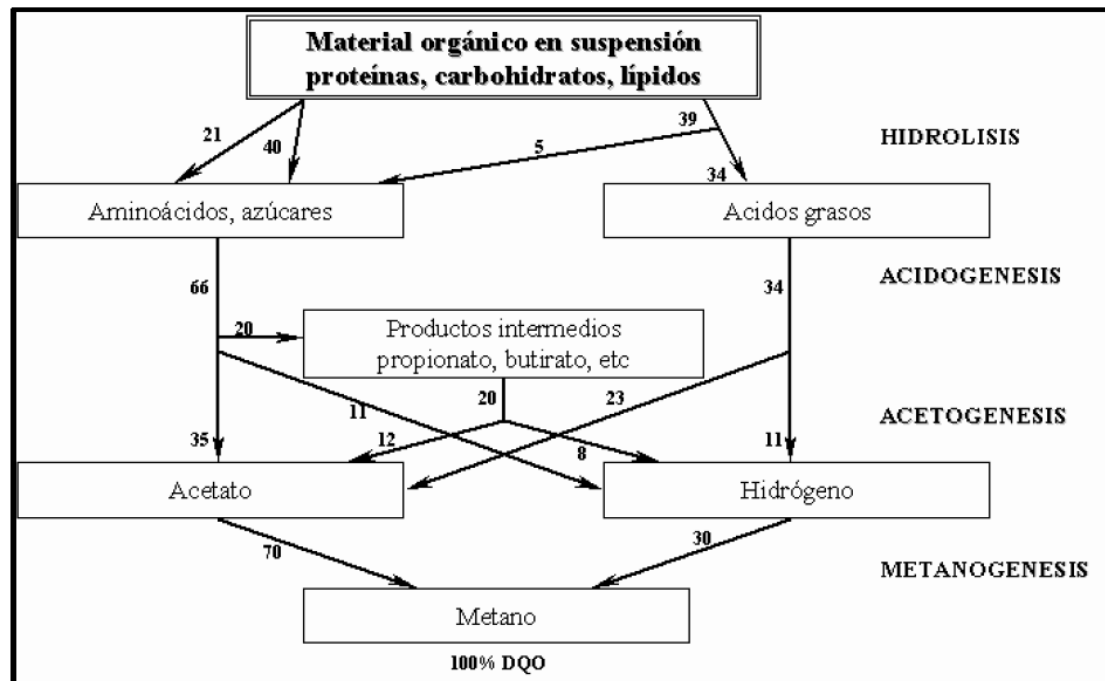 Material orgánico en suspensión
proteínas, carbohidratos, lípidos
21
40
5
39
HIDROLISIS
34
Aminoácidos, azúcares
Acidos grasos
ACIDOGENESIS
66
34
20
Productos intermedios
propionato, butirato, etc
11
20
23
ACETOGENESIS
35
12
8
11
Acetato
Hidrógeno
70
30
METANOGENESIS
Metano
100% DQO